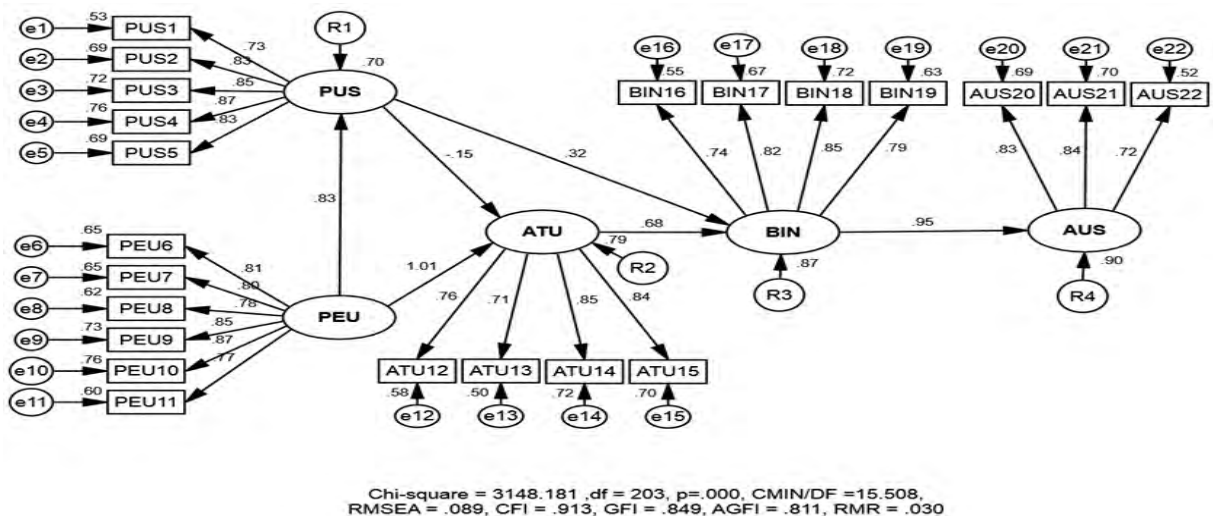 e1 .53 PUS1
e2 .69 PUS2
e3 .72 PUS3
e4 .76 PUS4
e5 .69 PUS5
.73
.83
.85
.87
.83
R1
.70
PUS
.83
-.15
.32
e6 .65 PEU6
e7 .65 PEU7
e8 .62 PEU8
e9 .73 PEU9
e10 .76 PEU10
e11 .60 PEU11
.81
.80
.78
.85
.87
.77
PEU
1.01
ATU
.79
R2
.68
.76
.71
.85
.84
ATU12
ATU13
ATU14
ATU15
.58
.50
.72
.70
e12
e13
e14
e15
e16
e17
e18
e19
.55
.67
.72
.63
BIN16
BIN17
BIN18
BIN19
.74
.82
.85
.79
BIN
.87
R3
.95
e20
e21
e22
.69
.70
.52
AUS20
AUS21
AUS22
.83
.84
.72
AUS
.90
R4
Chi-square = 3148.181 ,df = 203, p=.000, CMIN/DF =15.508,
RMSEA = .089, CFI = .913, GFI = .849, AGFI = .811, RMR = .030